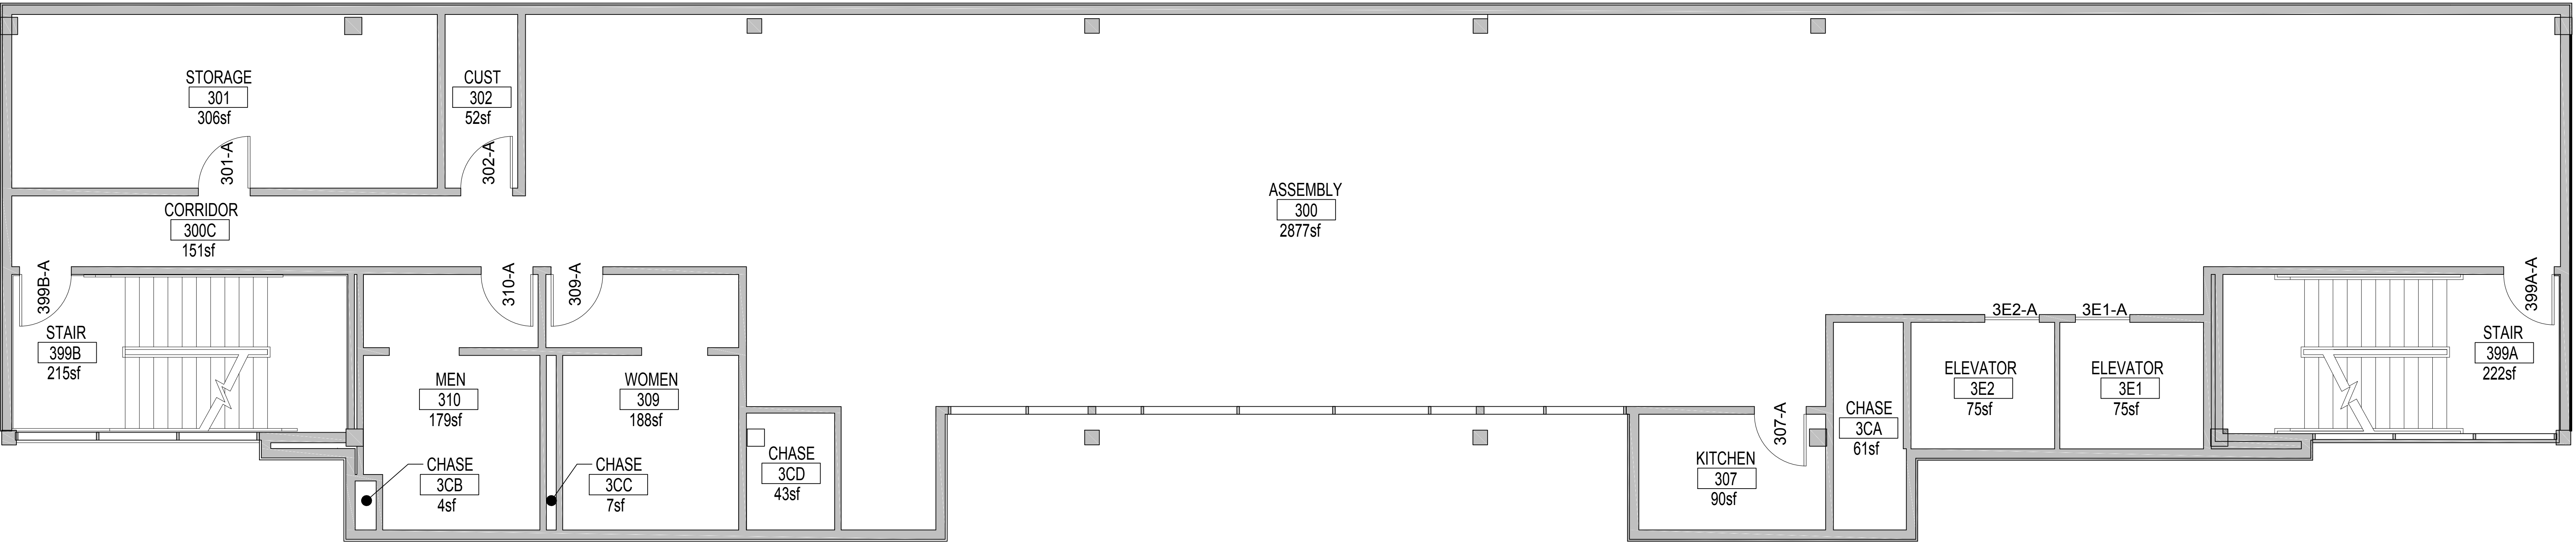 STORAGE
301
306sf
301-A
CUST
302
52sf
302-A
CORRIDOR
300C
151sf
ASSEMBLY
300
2877sf
399B-A
STAIR
399B
215sf
310-A
309-A
MEN
310
179sf
WOMEN
309
188sf
CHASE
3CB
4sf
CHASE
3CC
7sf
CHASE
3CD
43sf
KITCHEN
307
90sf
307-A
CHASE
3CA
61sf
3E2-A
3E1-A
ELEVATOR
3E2
75sf
ELEVATOR
3E1
75sf
399A-A
STAIR
399A
222sf